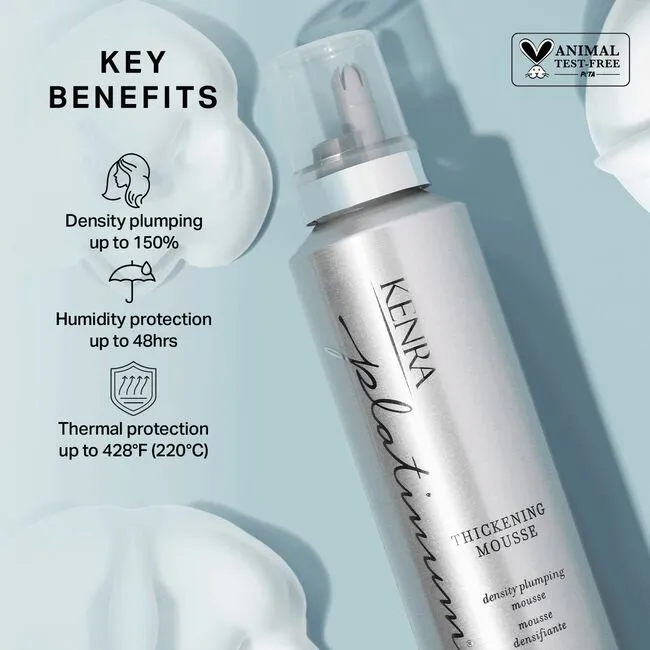 KEY
BENEFITS
Density plumping
up to 150%
Humidity protection
up to 48hrs
Thermal protection
up to 428°F (220°C)
ANIMAL
TEST-FREE
PETA
KENRA
platinum
THICKENING
MOUSSE
density plumping
mousse
mousse
densifiante